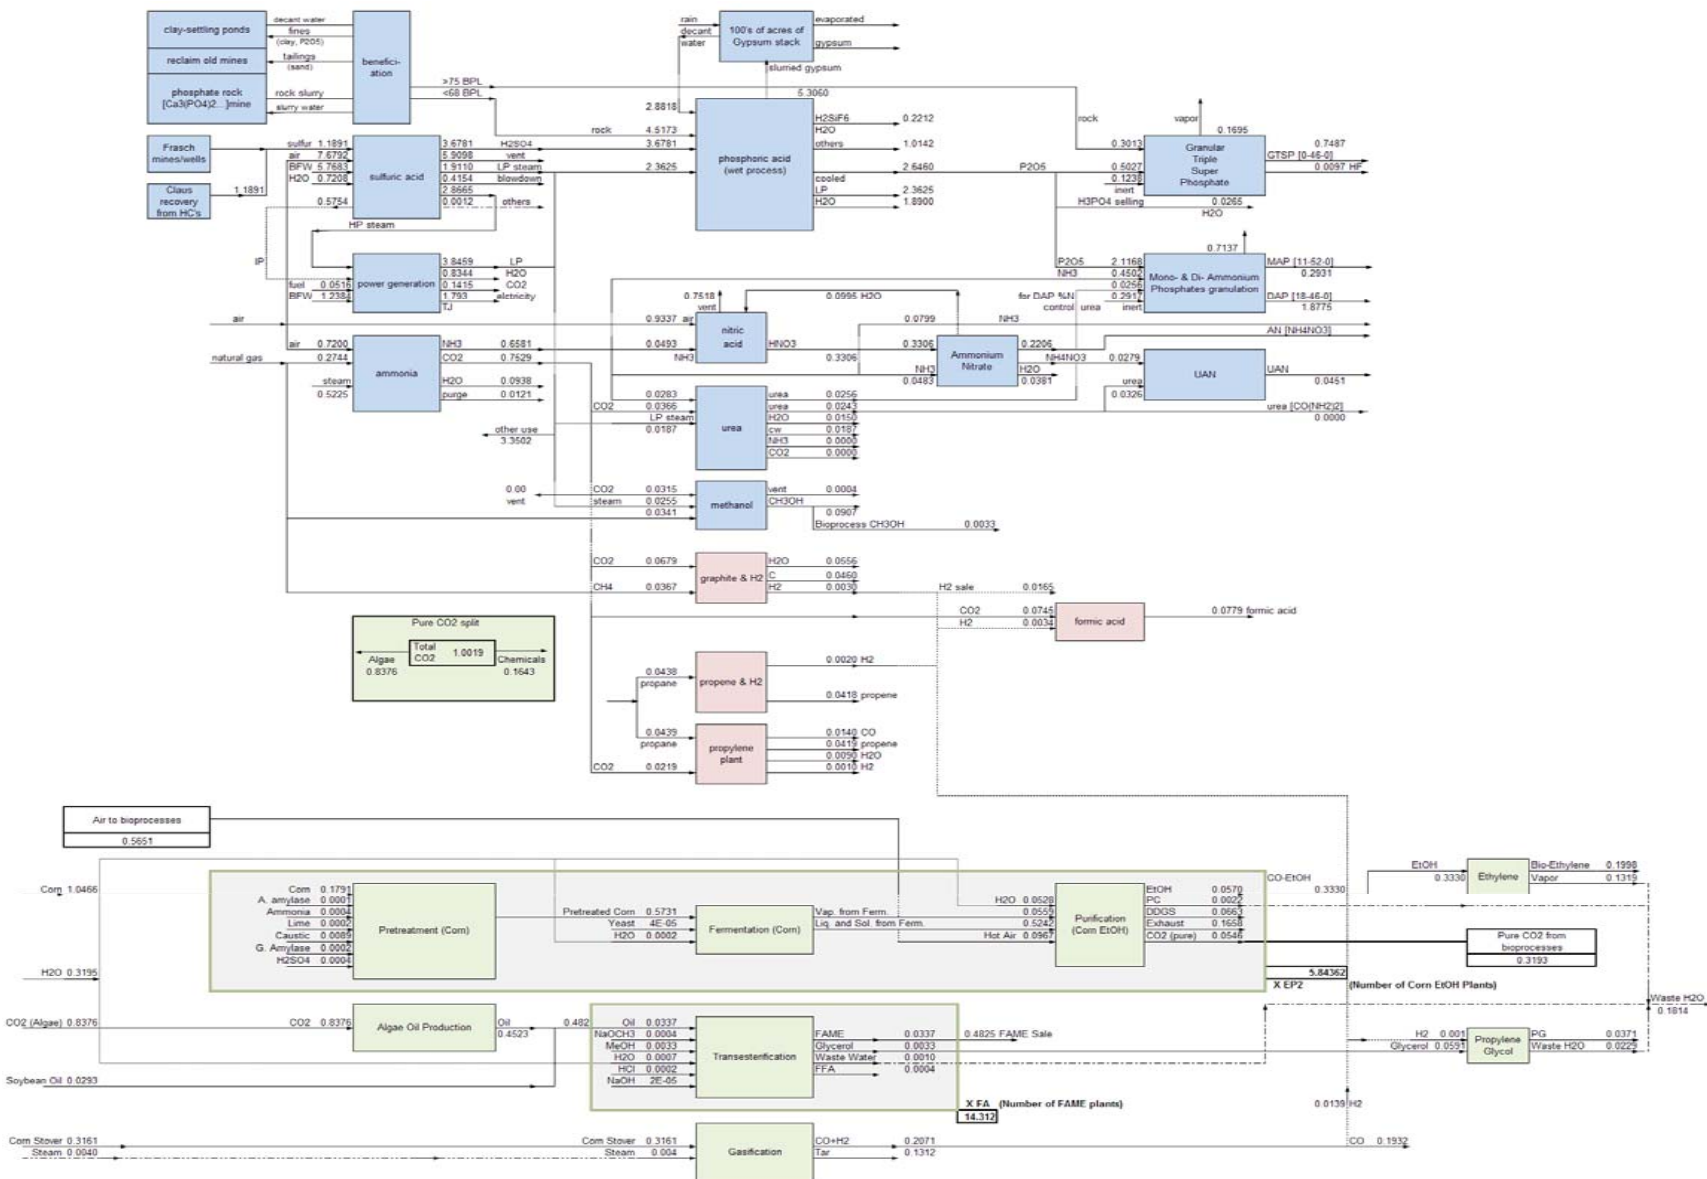 clay-settling ponds
decant water
fines
(clay, P2O5)
reclaim old mines
tailings
(sand)
phosphate rock
[Ca3(PO4)2...]mine
rock slurry
slurry water
benefici-
ation
>75 BPL
<68 BPL
rain
decant
water
100's of acres of
Gypsum stack
evaporated
gypsum
slurried gypsum
5.3060
2.8818
rock 4.5173
3.6781
2.3625
phosphoric acid
(wet process)
H2SiF6 0.2212
H2O
others 1.0142
2.6460
cooled
LP 2.3625
H2O 1.8900
P2O5
rock
vapor
0.1695
0.3013
0.5027
0.1238
inert
Granular
Triple
Super
Phosphate
0.7487
GTSP [0-46-0]
0.0097 HF
H3PO4 selling 0.0265
H2O
Frasch
mines/wells
Claus
recovery
from HC's
1.1891
sulfur 1.1891
air 7.6792
BFW 5.7683
H2O 0.7208
0.5754
sulfuric acid
3.6781 H2SO4
5.9098 vent
1.9110 LP steam
0.4154 blowdown
2.8665
0.0012 others
HP steam
IP
fuel 0.0516
BFW 1.2384
power generation
3.8459 LP
0.8344 H2O
0.1415 CO2
1.793 elctricity
TJ
0.7137
P2O5 2.1168
NH3 0.4502
0.0256
for DAP %N 0.2917
control urea inert
Mono- & Di- Ammonium
Phosphates granulation
MAP [11-52-0]
0.2931
DAP [18-46-0]
1.8775
air
0.7518
vent
0.0995 H2O
0.9337 air
0.0493
NH3
nitric
acid
HNO3
0.3306
0.0799 NH3
0.3306
NH3
0.0483
Ammonium
Nitrate
0.2206
NH4NO3 0.0279
H2O
0.0381
AN [NH4NO3]
urea
0.0326
UAN
UAN
0.0451
urea [CO(NH2)2]
0.0000
natural gas
air 0.7200
0.2744
steam
0.5225
ammonia
NH3 0.6581
CO2 0.7529
H2O 0.0938
purge 0.0121
0.0283
CO2 0.0366
LP steam
0.0187
urea
urea 0.0256
urea 0.0243
H2O 0.0150
cw 0.0187
NH3 0.0000
CO2 0.0000
other use
3.3502
0.00
vent
CO2 0.0315
steam 0.0255
0.0341
methanol
vent 0.0004
CH3OH
0.0907
Bioprocess CH3OH 0.0033
CO2 0.0679
CH4 0.0367
graphite & H2
H2O 0.0556
C 0.0460
H2 0.0030
H2 sale 0.0165
CO2 0.0745
H2 0.0034
formic acid
0.0779 formic acid
Pure CO2 split
Total
CO2
1.0019
Algae
0.8376
Chemicals
0.1643
0.0438
propane
propene & H2
0.0020 H2
0.0418 propene
0.0439
propane
CO2 0.0219
propylene
plant
0.0140 CO
0.0419 propene
0.0090 H2O
0.0010 H2
Air to bioprocesses
0.5651
Corn 1.0466
H2O 0.3195
Corn 0.1791
A. amylase 0.0001
Ammonia 0.0004
Lime 0.0002
Caustic 0.0089
G. Amylase 0.0002
H2SO4 0.0004
Pretreatment (Corn)
Pretreated Corn 0.5731
Yeast 4E-05
H2O 0.0002
Fermentation (Corn)
Vap. from Ferm.
Liq. and Sol. from Ferm.
H2O 0.0528
0.0559
0.5242
Hot Air 0.0967
Purification
(Corn EtOH)
EtOH 0.0570
PC 0.0022
DDGS 0.0663
Exhaust 0.1658
CO2 (pure) 0.0546
CO-EtOH
0.3330
EtOH
0.3330
Ethylene
Bio-Ethylene 0.1998
Vapor 0.1319
Pure CO2 from
bioprocesses
0.3193
5.84362
X EP2 (Number of Corn EtOH Plants)
Waste H2O
0.1814
CO2 (Algae) 0.8376
CO2 0.8376
Algae Oil Production
Oil
0.4523
0.482
Soybean Oil 0.0293
Oil 0.0337
NaOCH3 0.0004
MeOH 0.0033
H2O 0.0007
HCl 0.0002
NaOH 2E-05
Transesterification
FAME 0.0337
Glycerol 0.0033
Waste Water 0.0010
FFA 0.0004
0.4825 FAME Sale
X FA (Number of FAME plants)
14.312
H2 0.001
Glycerol 0.0591
Propylene
Glycol
PG 0.0371
Waste H2O 0.0229
0.0139 H2
Corn Stover 0.3161
Steam 0.0040
Corn Stover 0.3161
Steam 0.004
Gasification
CO+H2 0.2071
Tar 0.1312
CO 0.1932